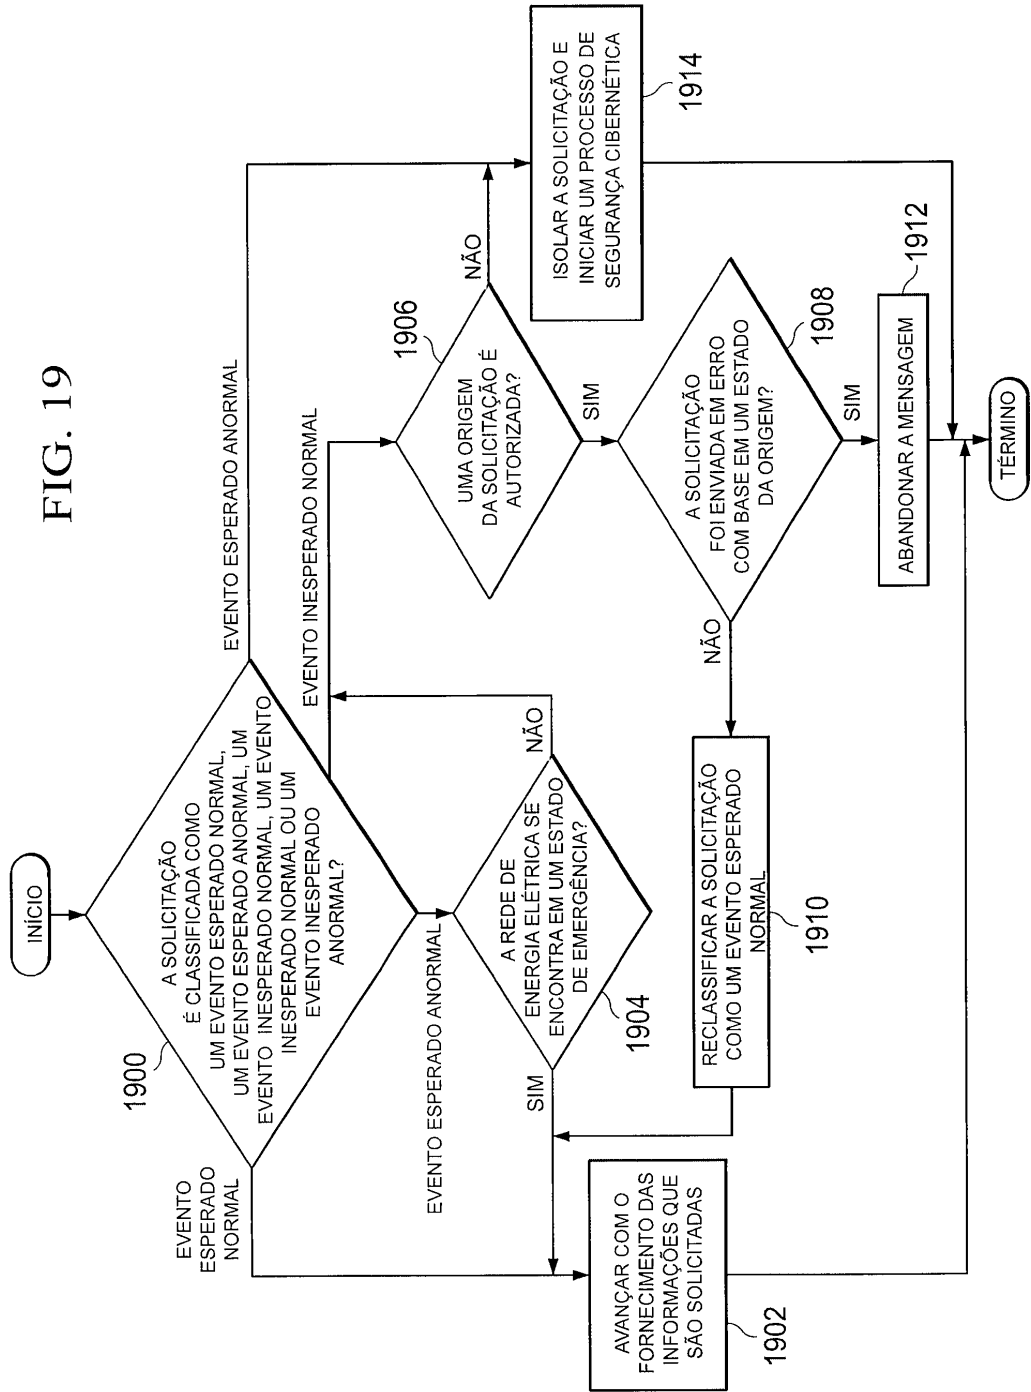 FIG. 19
INÍCIO
1900
A SOLICITAÇÃO
É CLASSIFICADA COMO
UM EVENTO ESPERADO NORMAL,
UM EVENTO ESPERADO ANORMAL, UM
EVENTO INESPERADO NORMAL, UM EVENTO
INESPERADO NORMAL OU UM
EVENTO INESPERADO
ANORMAL?
EVENTO
ESPERADO
NORMAL
EVENTO ESPERADO ANORMAL
EVENTO INESPERADO NORMAL
EVENTO ESPERADO ANORMAL
A REDE DE
ENERGIA ELÉTRICA SE
ENCONTRA EM UM ESTADO
DE EMERGÊNCIA?
1904
SIM
NÃO
1906
UMA ORIGEM
DA SOLICITAÇÃO É
AUTORIZADA?
NÃO
SIM
ISOLAR A SOLICITAÇÃO E
INICIAR UM PROCESSO DE
SEGURANÇA CIBERNÉTICA
1914
AVANÇAR COM O
FORNECIMENTO DAS
INFORMAÇÕES QUE
SÃO SOLICITADAS
1902
RECLASSIFICAR A SOLICITAÇÃO
COMO UM EVENTO ESPERADO
NORMAL
1910
A SOLICITAÇÃO
FOI ENVIADA EM ERRO
COM BASE EM UM ESTADO
DA ORIGEM?
1908
NÃO
SIM
ABANDONAR A MENSAGEM
1912
TÉRMINO